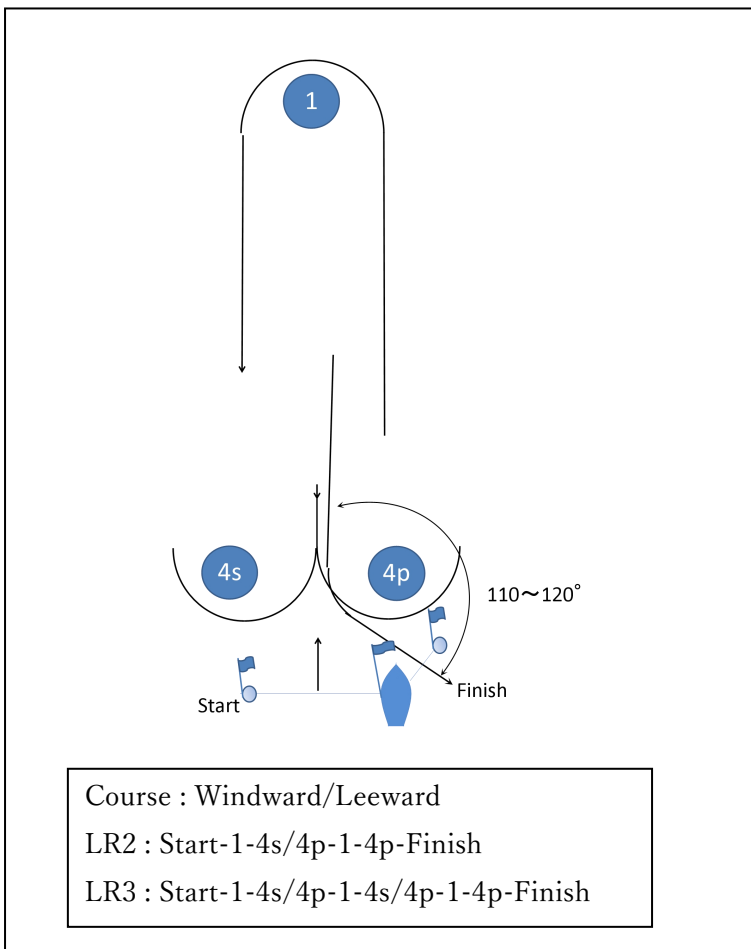 1
4s
4p
110～120°
Start
Finish
Course : Windward/Leeward
LR2 : Start-1-4s/4p-1-4p-Finish
LR3 : Start-1-4s/4p-1-4s/4p-1-4p-Finish